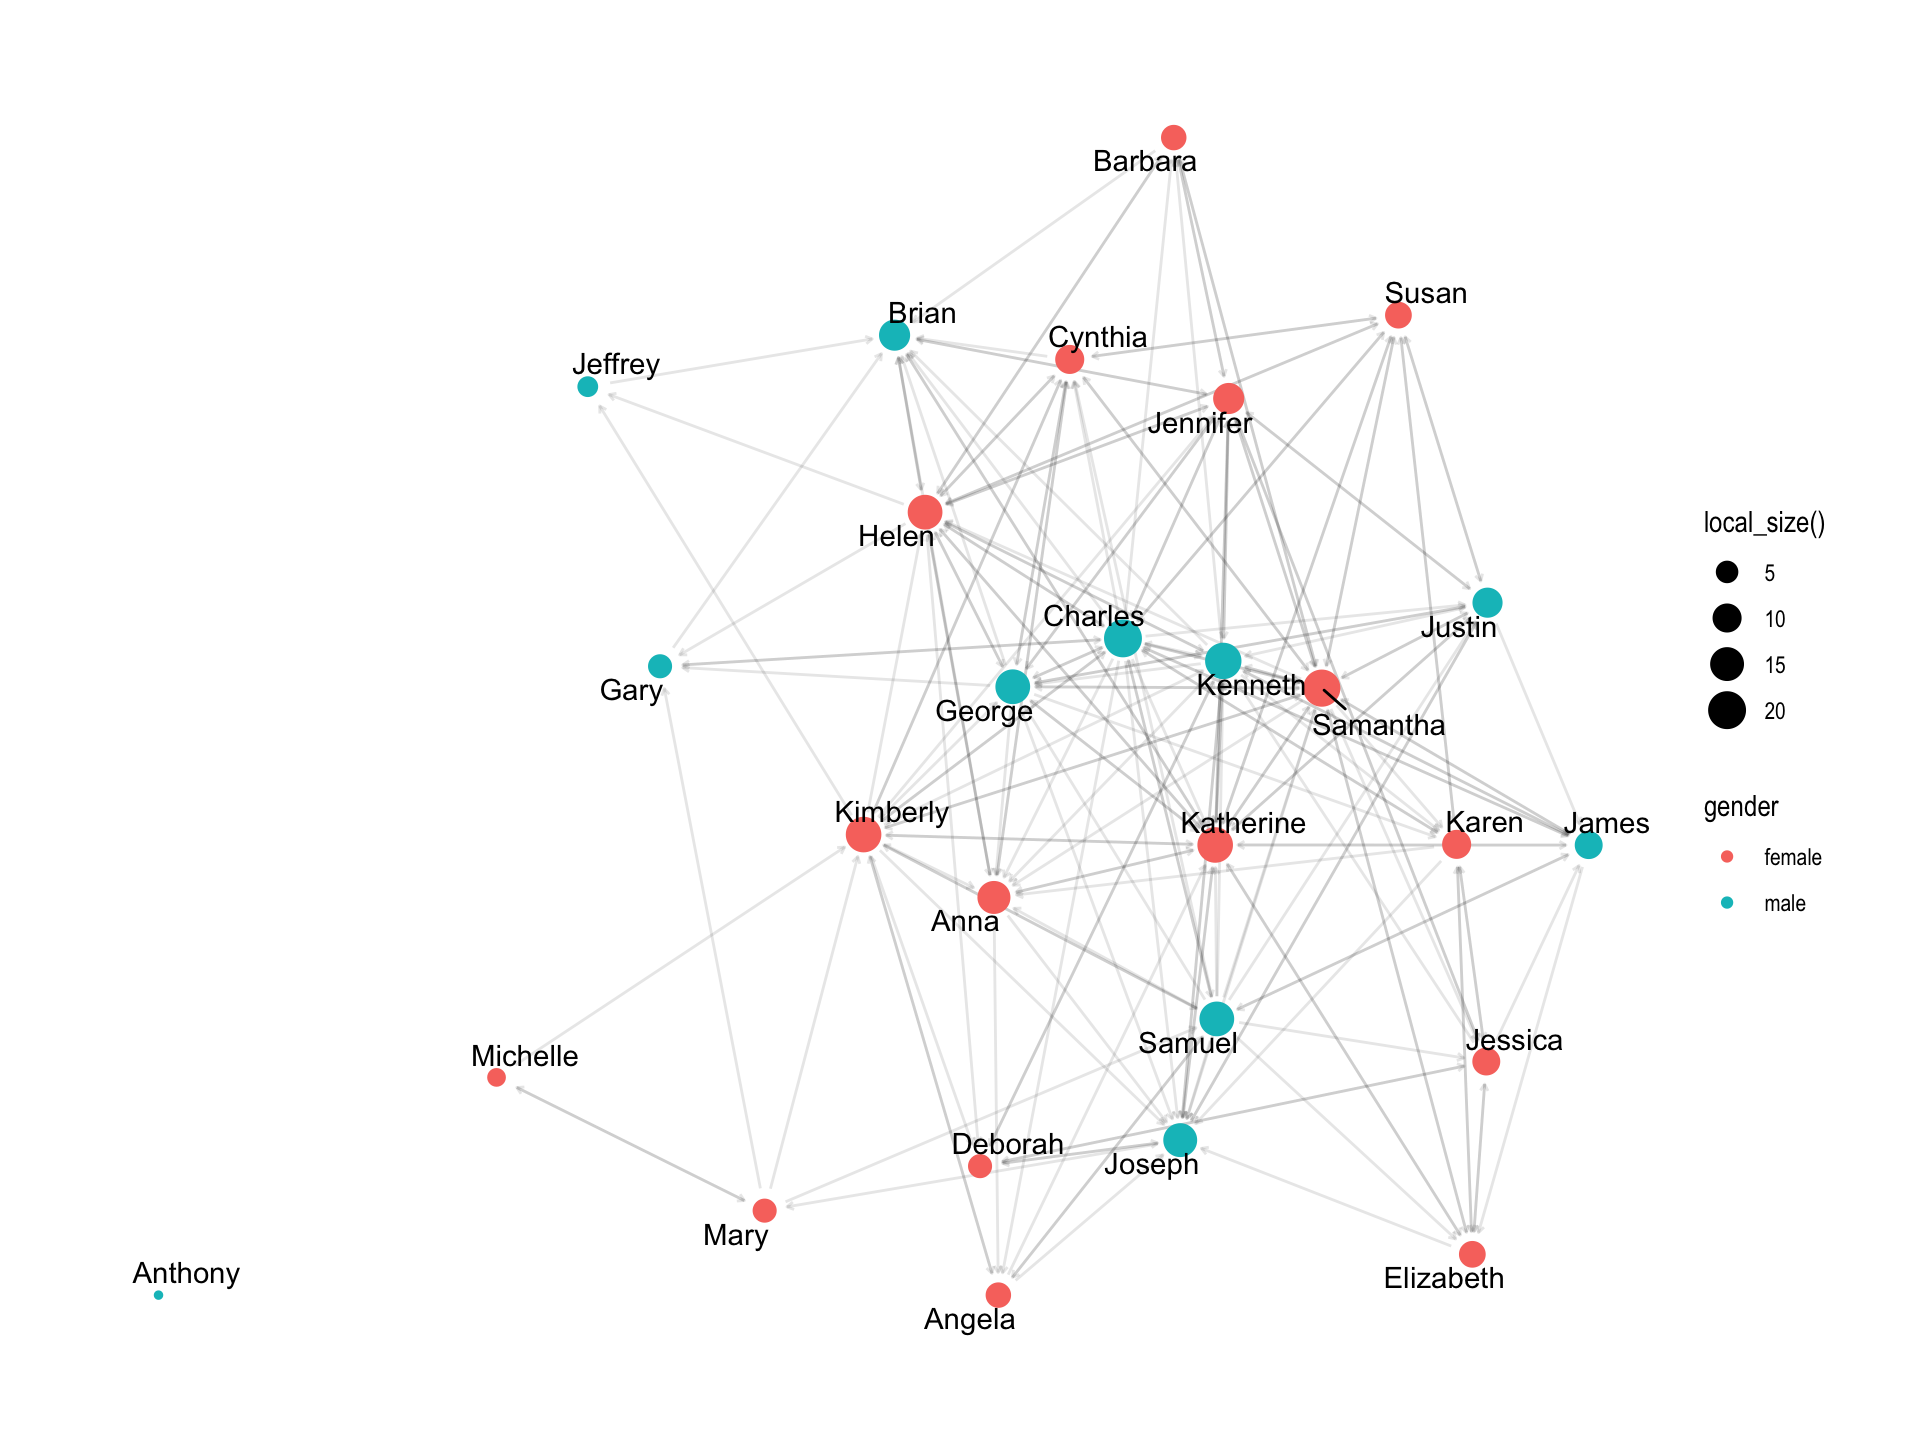 Barbara
Susan
Brian
Cynthia
Jeffrey
Jennifer
Helen
Charles
Justin
Kenneth
Gary
George
Samantha
Kimberly
Katherine
Karen
James
Anna
Samuel
Jessica
Michelle
Deborah
Joseph
Mary
Anthony
Elizabeth
Angela
local_size()
5
10
15
20
gender
female
male